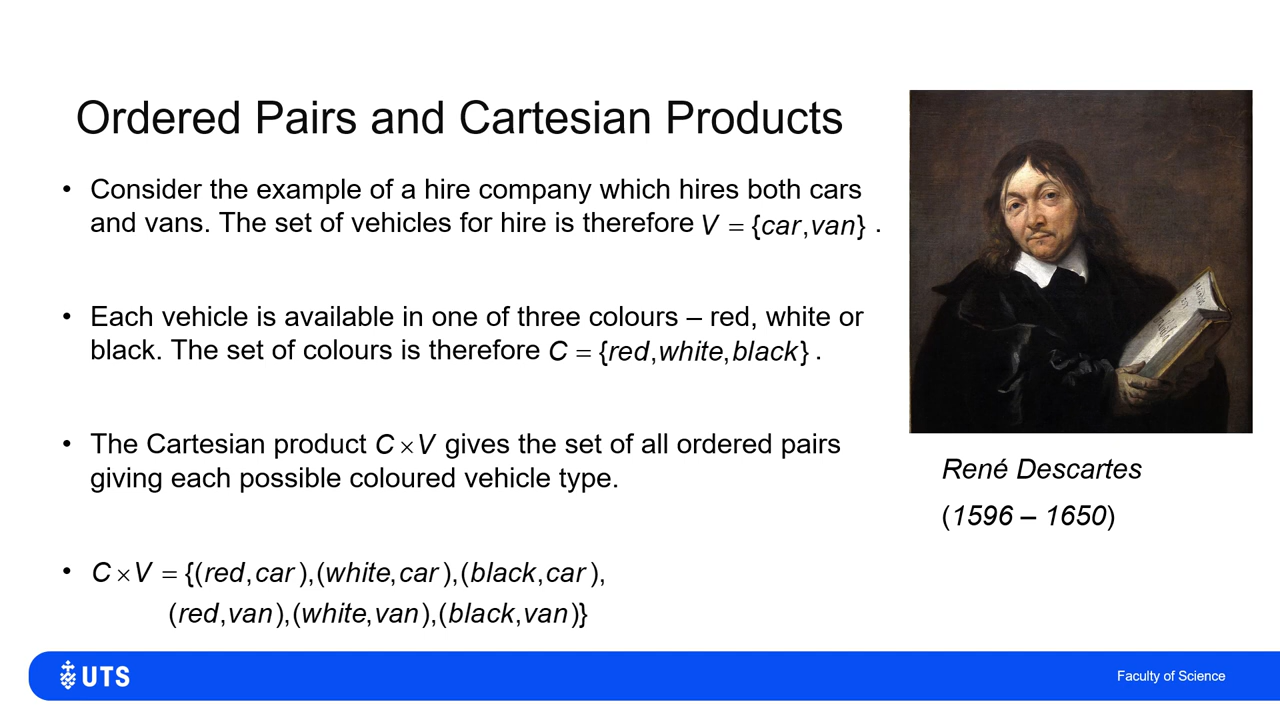 Ordered Pairs and Cartesian Products
• Consider the example of a hire company which hires both cars
and vans. The set of vehicles for hire is therefore V = {car,van} .
• Each vehicle is available in one of three colours – red, white or
black. The set of colours is therefore C = {red,white,black} .
• The Cartesian product C×V gives the set of all ordered pairs
giving each possible coloured vehicle type.
• C×V = {(red,car),(white,car),(black,car),
(red,van),(white,van),(black,van)}
René Descartes
(1596 – 1650)
UTS
Faculty of Science